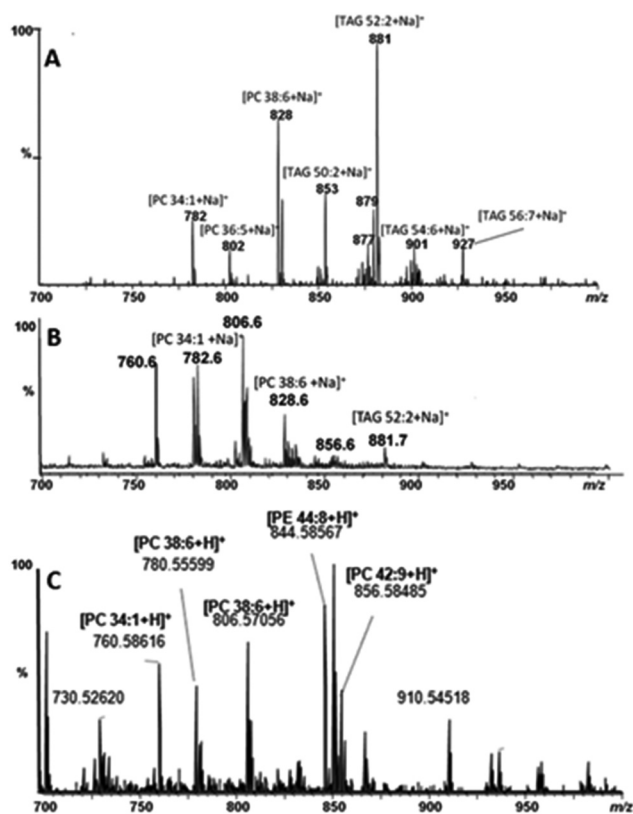 100
A
%
[TAG 52:2+Na]⁺
881
[PC 38:6+Na]⁺
828
[TAG 50:2+Na]⁺
853
879
[PC 34:1+Na]⁺
782
[PC 36:5+Na]⁺
802
877
[TAG 54:6+Na]⁺
901
[TAG 56:7+Na]⁺
927
700 750 800 850 900 950 m/z
100
B
%
806.6
[PC 34:1 +Na]⁺
760.6 782.6
[PC 38:6 +Na]⁺
828.6
[TAG 52:2+Na]⁺
856.6 881.7
700 750 800 850 900 950 m/z
[PE 44:8+H]⁺
844.58567
100
C
%
[PC 38:6+H]⁺
780.55599
[PC 42:9+H]⁺
856.58485
[PC 34:1+H]⁺
760.58616
[PC 38:6+H]⁺
806.57056
730.52620
910.54518
700 750 800 850 900 950 m/z